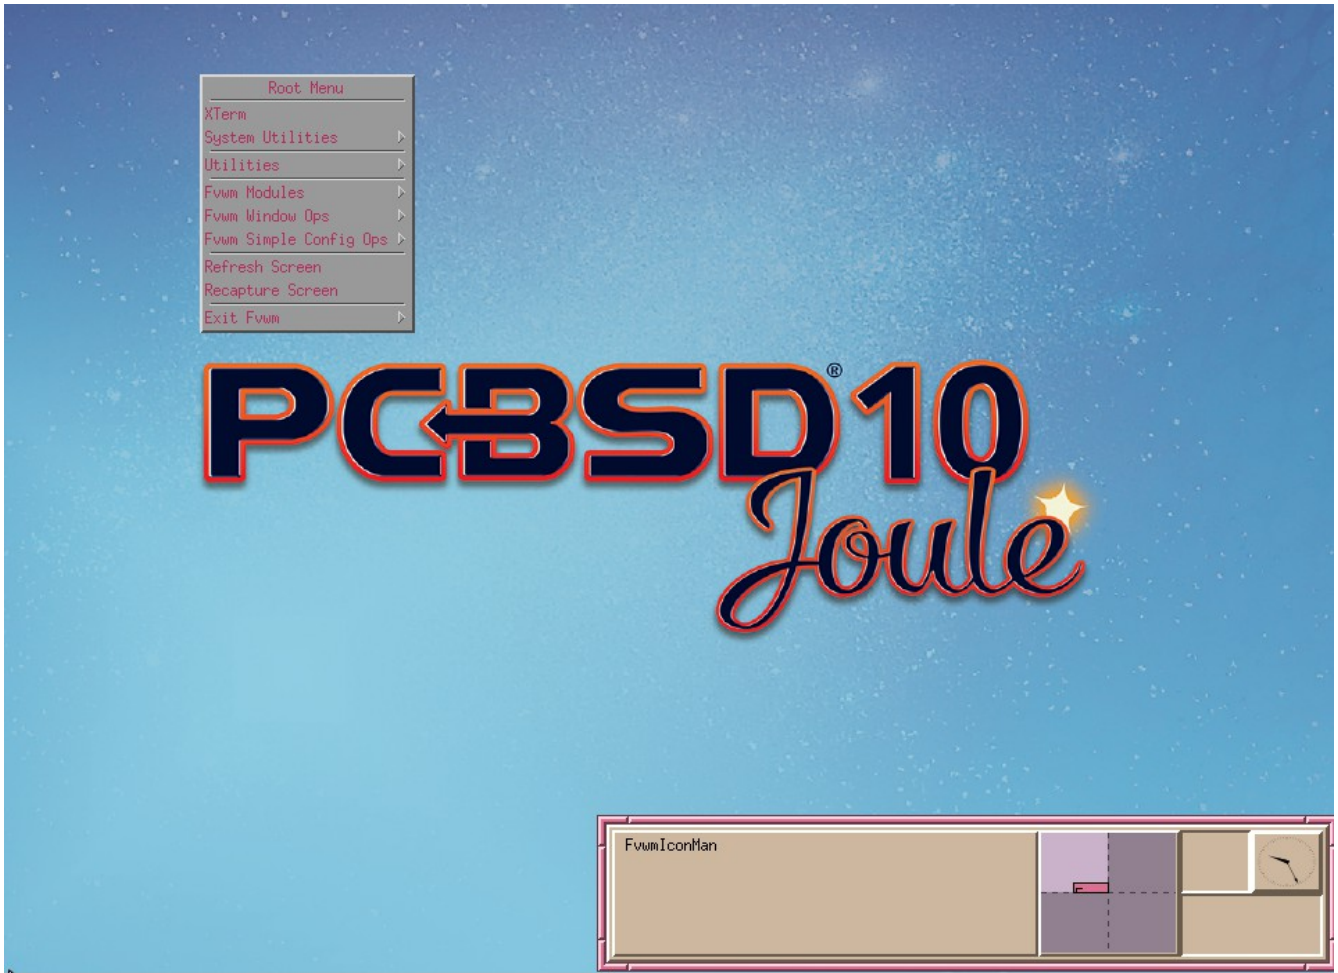 Root Menu
XTerm
System Utilities
Utilities
Fvwm Modules
Fvwm Window Ops
Fvwm Simple Config Ops
Refresh Screen
Recapture Screen
Exit Fvwm
PCBSD®10
Joule
FvwmIconMan
F